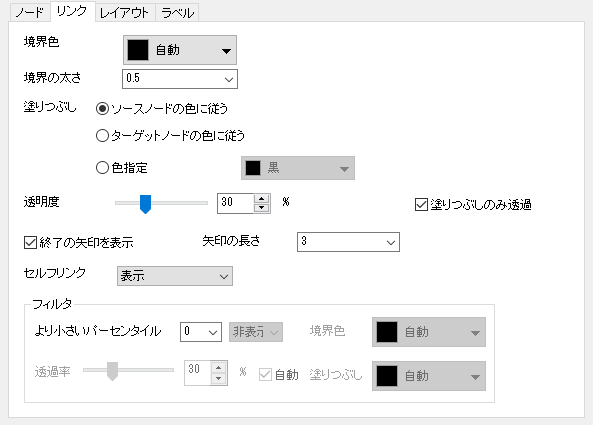 ノード リンク レイアウト ラベル
境界色 自動
境界の太さ 0.5
塗りつぶし ソースノードの色に従う
ターゲットノードの色に従う
色指定 黒
透明度 30 % 塗りつぶしのみ透過
終了の矢印を表示 矢印の長さ 3
セルフリンク 表示
フィルタ
より小さいパーセンタイル 0 非表示 境界色 自動
透過率 30 % 自動 塗りつぶし 自動